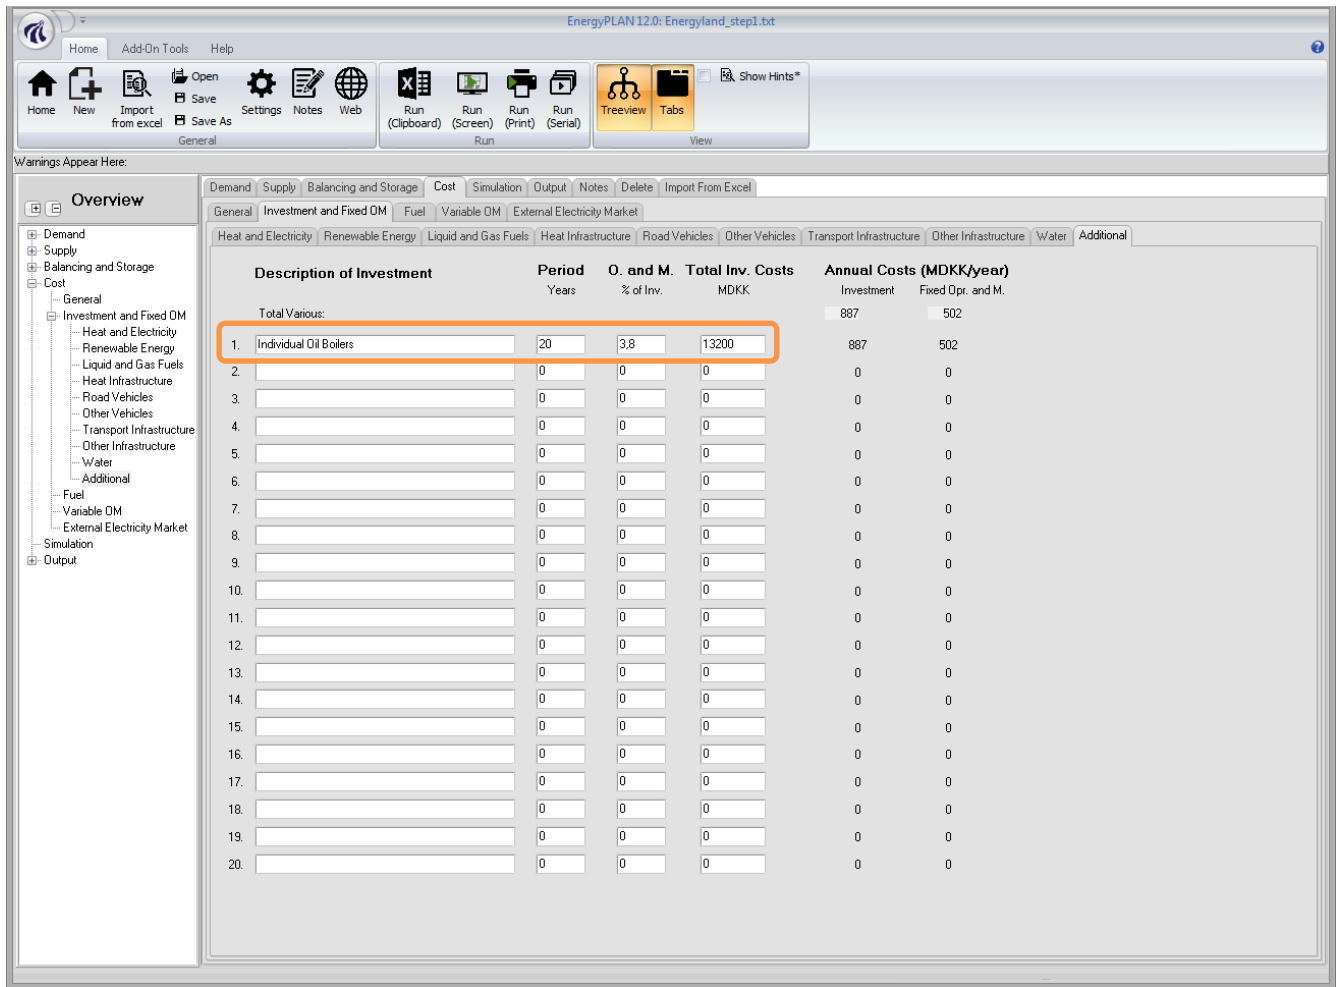 EnergyPLAN 12.0: Energyland_step1.txt
Home Add-On Tools Help
Home New Import from excel Open Save Save As Settings Notes Web Run (Clipboard) Run (Screen) Run (Print) Run (Serial) Treeview Tabs Show Hints*
General Run View
Warnings Appear Here:
Overview
Demand
Supply
Balancing and Storage
Cost
General
Investment and Fixed OM
Heat and Electricity
Renewable Energy
Liquid and Gas Fuels
Heat Infrastructure
Road Vehicles
Other Vehicles
Transport Infrastructure
Other Infrastructure
Water
Additional
Fuel
Variable OM
External Electricity Market
Simulation
Output
Demand Supply Balancing and Storage Cost Simulation Output Notes Delete Import From Excel
General Investment and Fixed OM Fuel Variable OM External Electricity Market
Heat and Electricity Renewable Energy Liquid and Gas Fuels Heat Infrastructure Road Vehicles Other Vehicles Transport Infrastructure Other Infrastructure Water Additional
Description of Investment Period O. and M. Total Inv. Costs Annual Costs (MDKK/year)
Years % of Inv. MDKK Investment Fixed Opr. and M.
Total Various: 887 502
1. Individual Oil Boilers 20 3,8 13200 887 502
2. 0 0 0 0 0
3. 0 0 0 0 0
4. 0 0 0 0 0
5. 0 0 0 0 0
6. 0 0 0 0 0
7. 0 0 0 0 0
8. 0 0 0 0 0
9. 0 0 0 0 0
10. 0 0 0 0 0
11. 0 0 0 0 0
12. 0 0 0 0 0
13. 0 0 0 0 0
14. 0 0 0 0 0
15. 0 0 0 0 0
16. 0 0 0 0 0
17. 0 0 0 0 0
18. 0 0 0 0 0
19. 0 0 0 0 0
20. 0 0 0 0 0